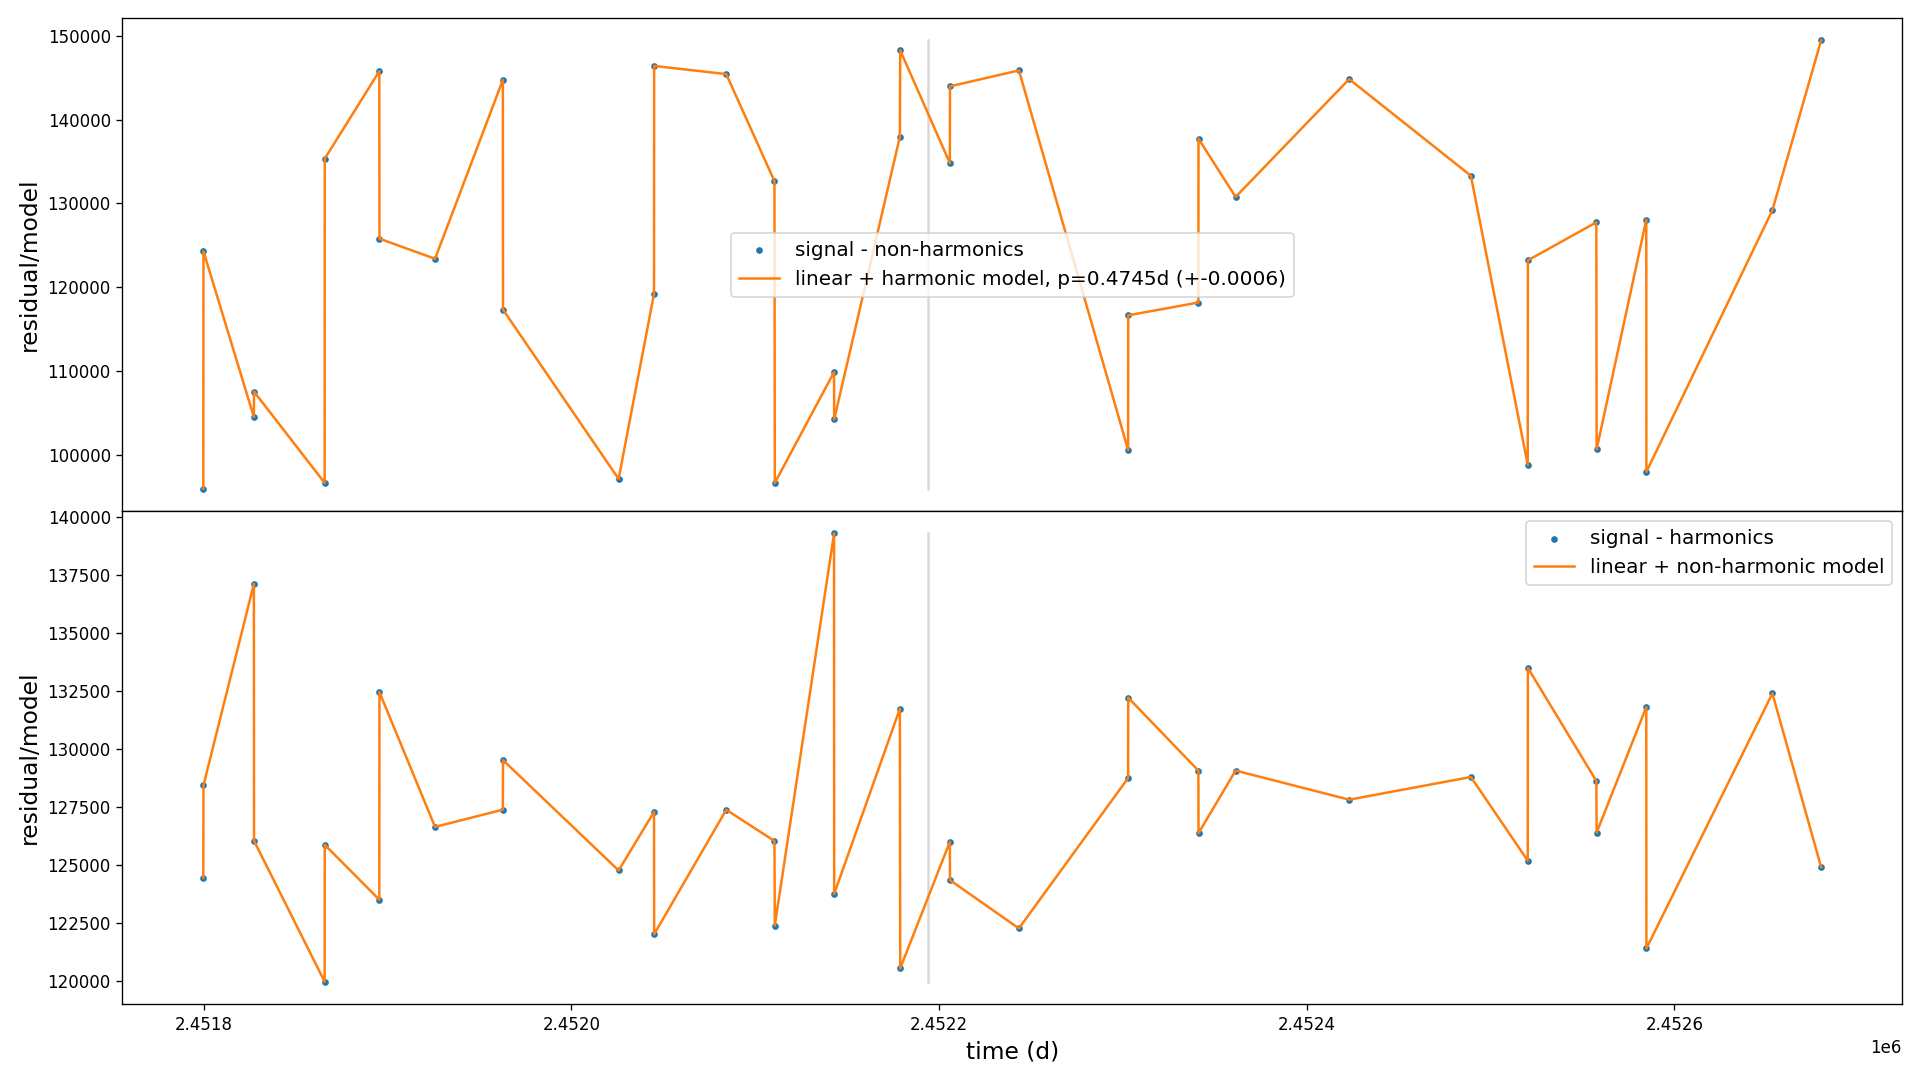 150000
140000
130000
120000
110000
100000
residual/model
signal - non-harmonics
linear + harmonic model, p=0.4745d (+-0.0006)
140000
137500
135000
132500
130000
127500
125000
122500
120000
residual/model
signal - harmonics
linear + non-harmonic model
2.4518 2.4520 2.4522 2.4524 2.4526
1e6
time (d)